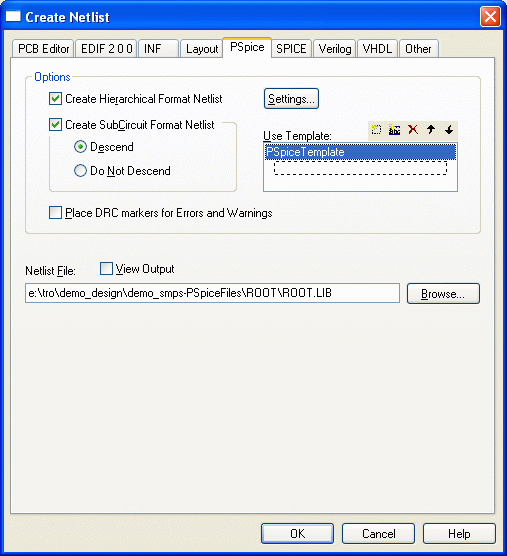 Create Netlist
PCB Editor EDIF 2 0 0 INF Layout PSpice SPICE Verilog VHDL Other
Options
Create Hierarchical Format Netlist Settings...
Create SubCircuit Format Netlist
Use Template:
abc
Descend
PSpiceTemplate
Do Not Descend
Place DRC markers for Errors and Warnings
Netlist File: View Output
e:\tro\demo_design\demo_smps-PSpiceFiles\ROOT\ROOT.LIB Browse...
OK Cancel Help